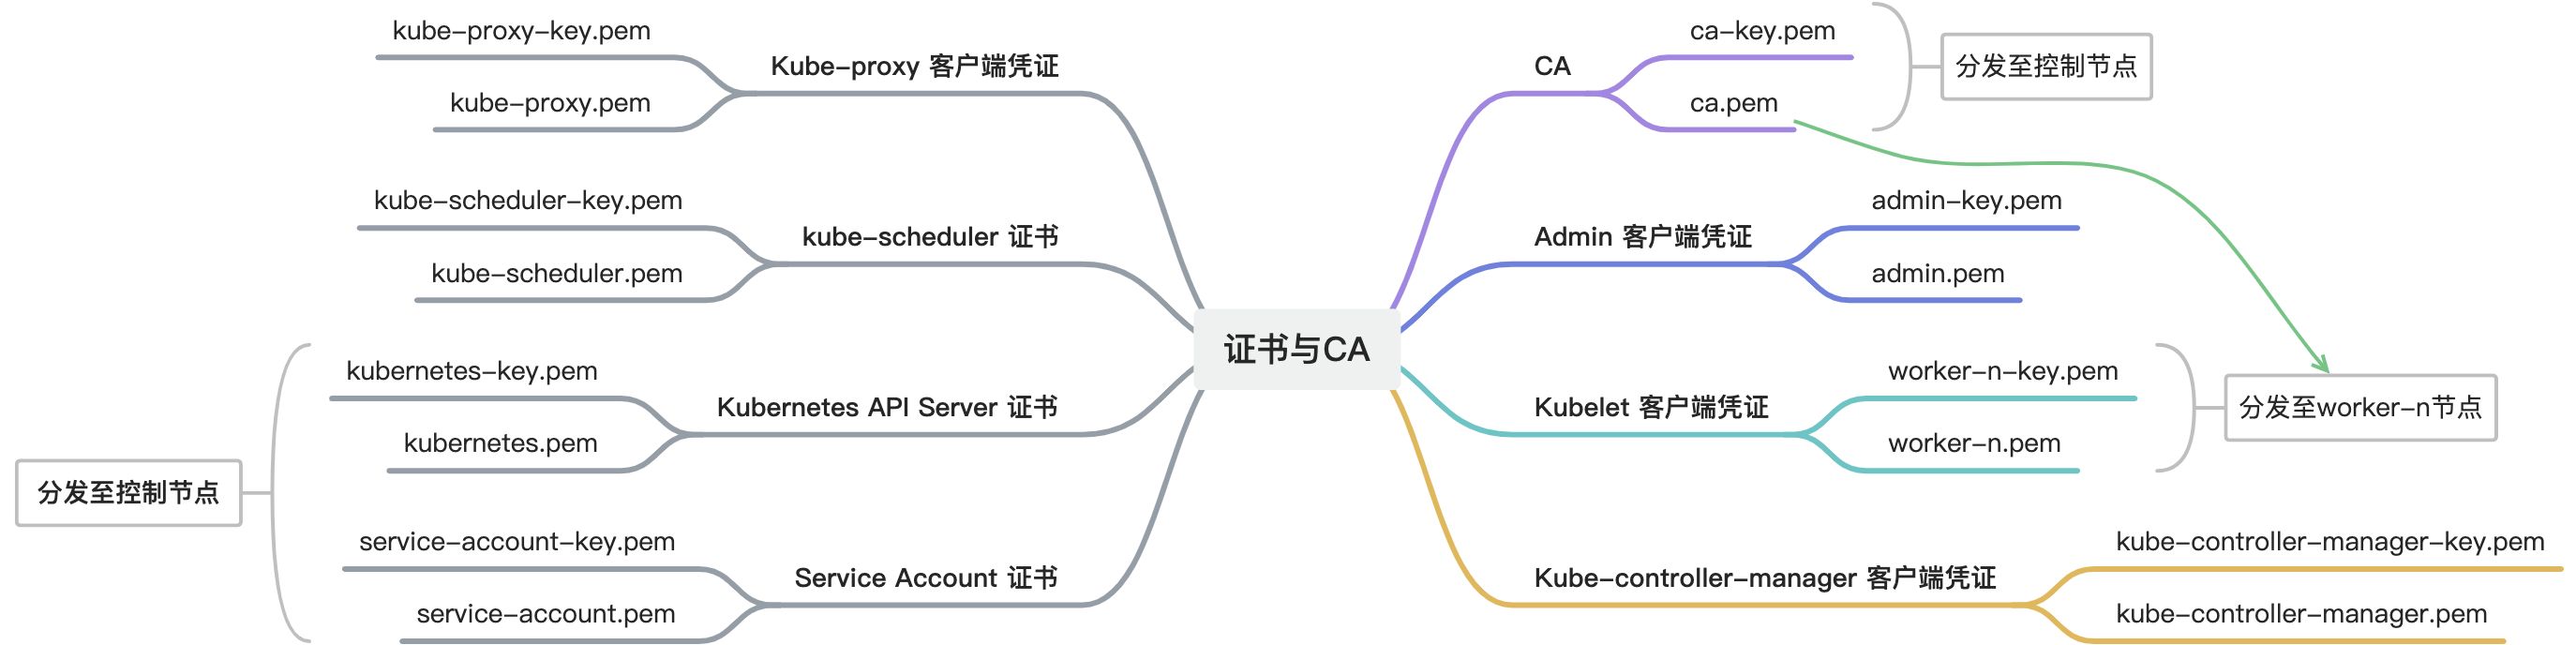 kube-proxy-key.pem
kube-proxy.pem
Kube-proxy 客户端凭证
kube-scheduler-key.pem
kube-scheduler.pem
kube-scheduler 证书
kubernetes-key.pem
kubernetes.pem
Kubernetes API Server 证书
分发至控制节点
service-account-key.pem
service-account.pem
Service Account 证书
证书与CA
CA
ca-key.pem
ca.pem
分发至控制节点
Admin 客户端凭证
admin-key.pem
admin.pem
Kubelet 客户端凭证
worker-n-key.pem
worker-n.pem
分发至worker-n节点
Kube-controller-manager 客户端凭证
kube-controller-manager-key.pem
kube-controller-manager.pem